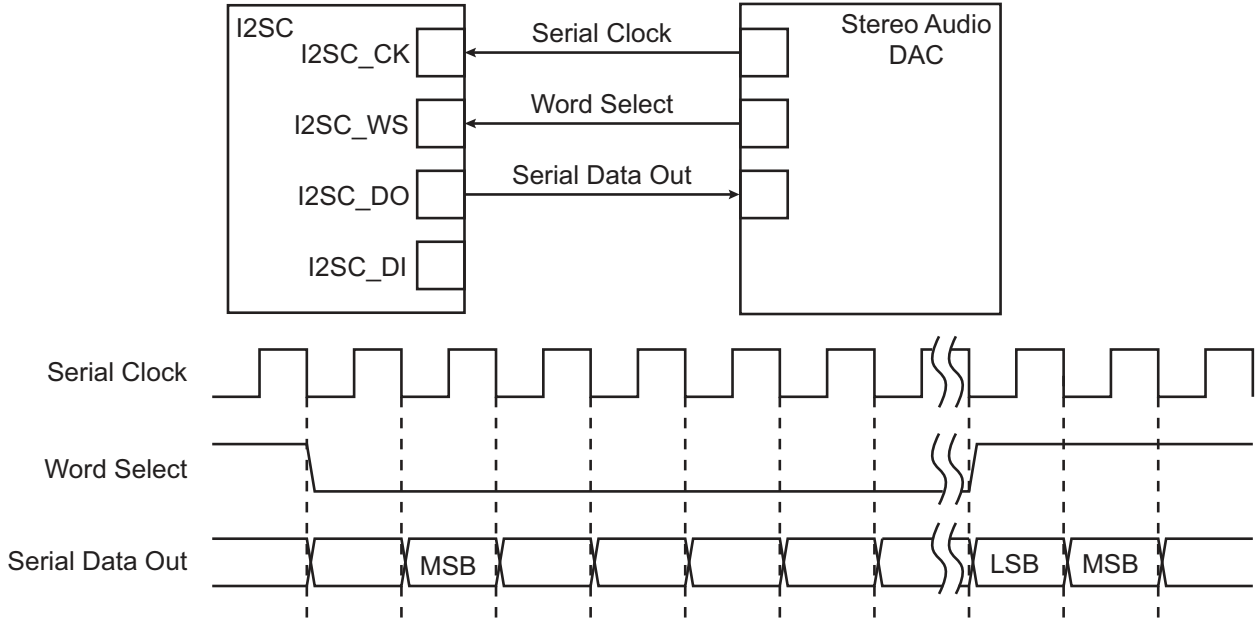 I2SC
Stereo Audio
DAC
I2SC_CK
Serial Clock
I2SC_WS
Word Select
I2SC_DO
Serial Data Out
I2SC_DI
Serial Clock
Word Select
Serial Data Out
MSB
LSB
MSB